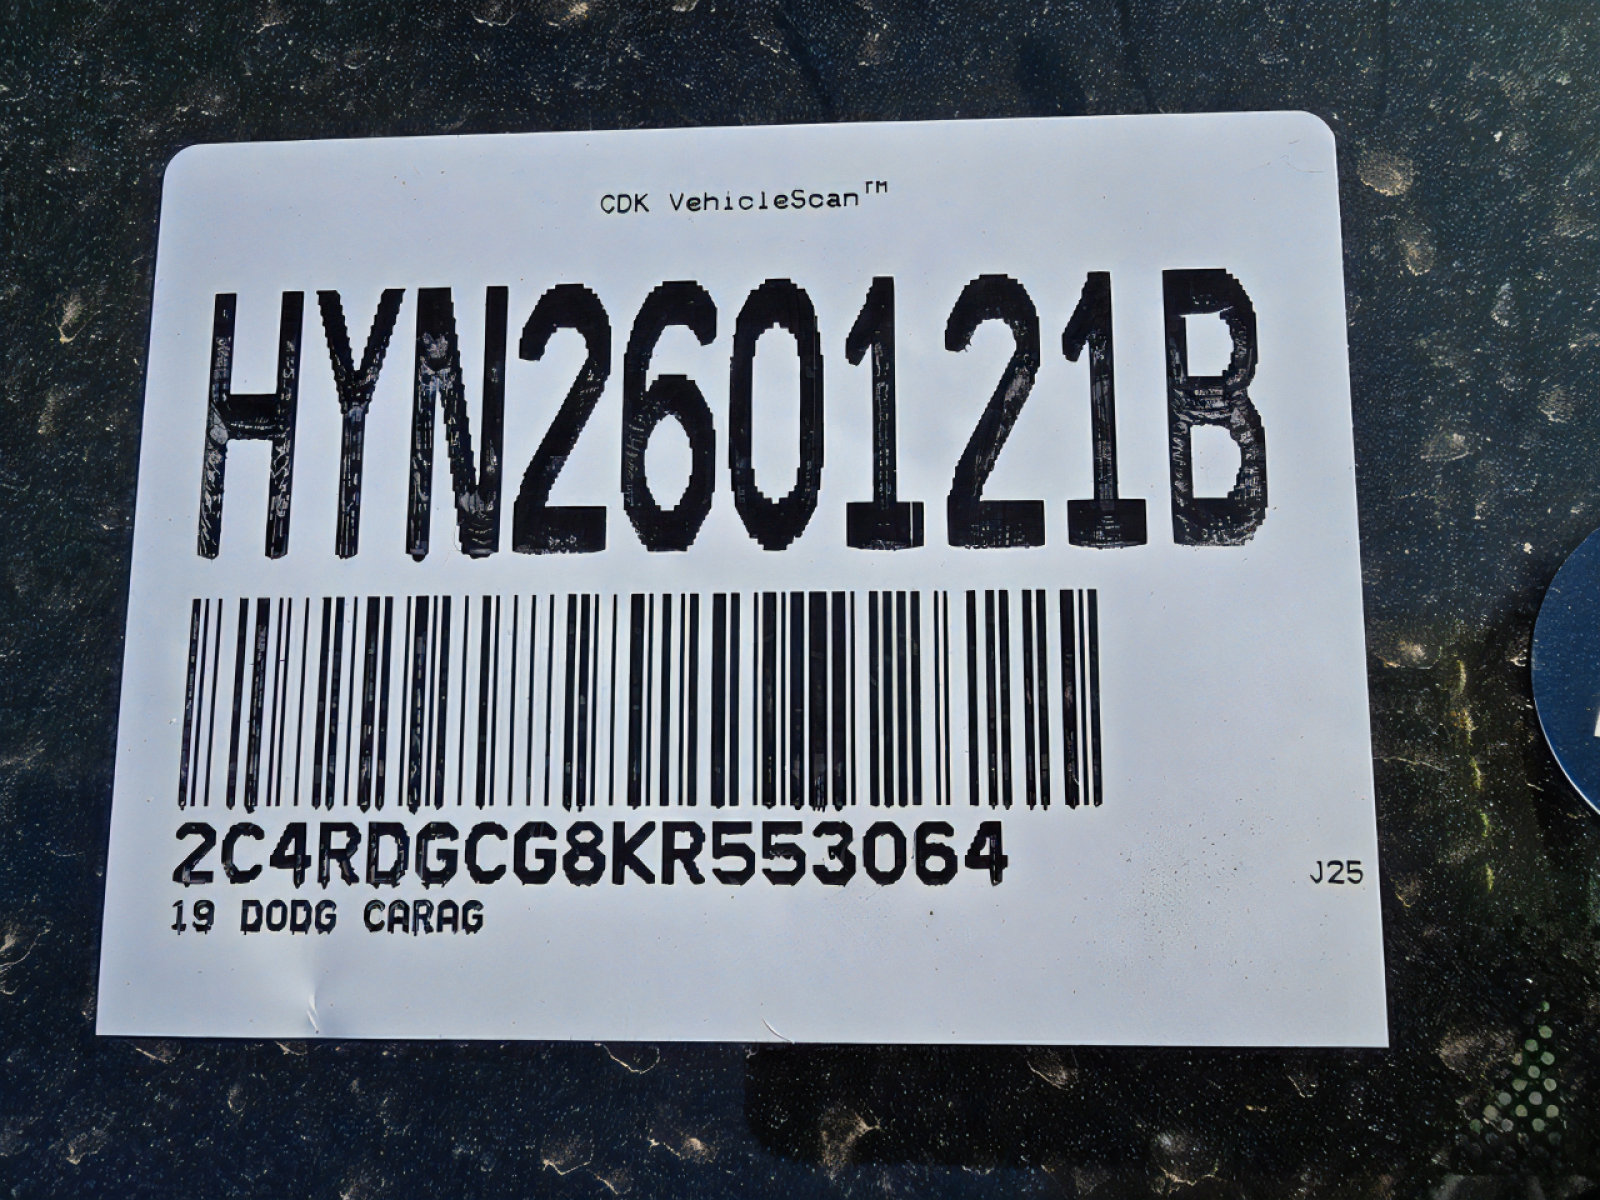 CDK VehicleScan™
HYN260121B
2C4RDGCG8KR553064
J25
19 DODG CARAG